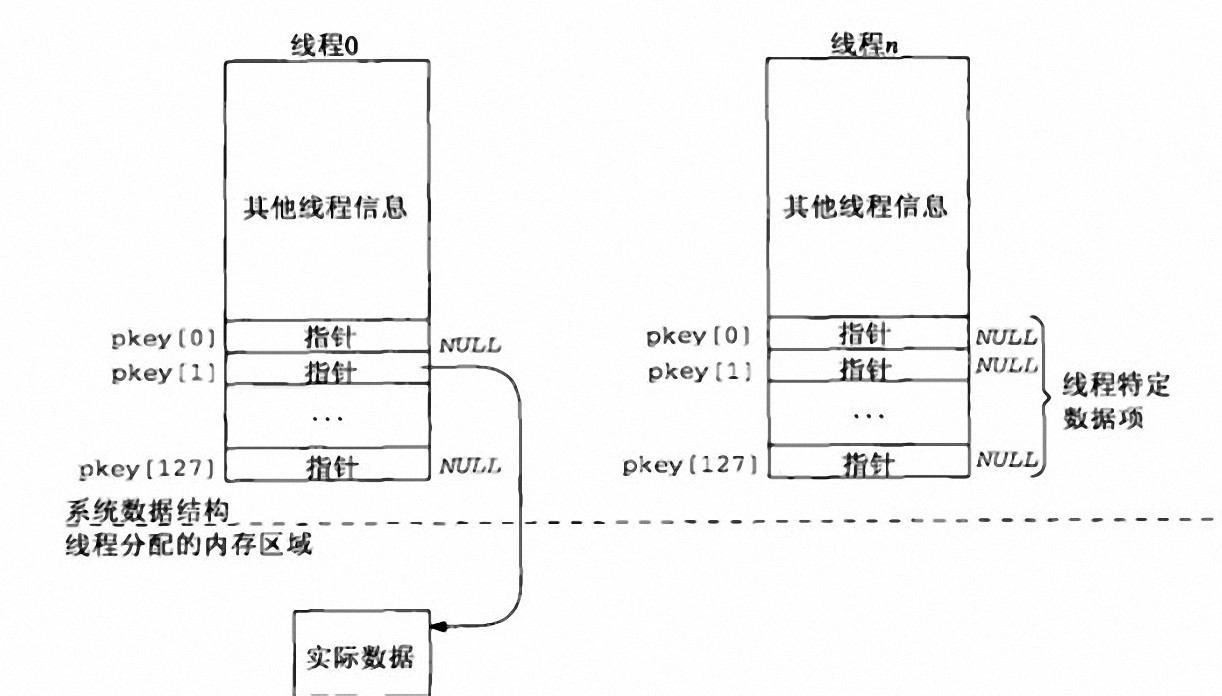 线程0
其他线程信息
pkey[0]
指针
NULL
pkey[1]
指针
...
pkey[127]
指针
NULL
线程n
其他线程信息
pkey[0]
指针
NULL
pkey[1]
指针
NULL
...
pkey[127]
指针
NULL
线程特定
数据项
系统数据结构
线程分配的内存区域
实际数据